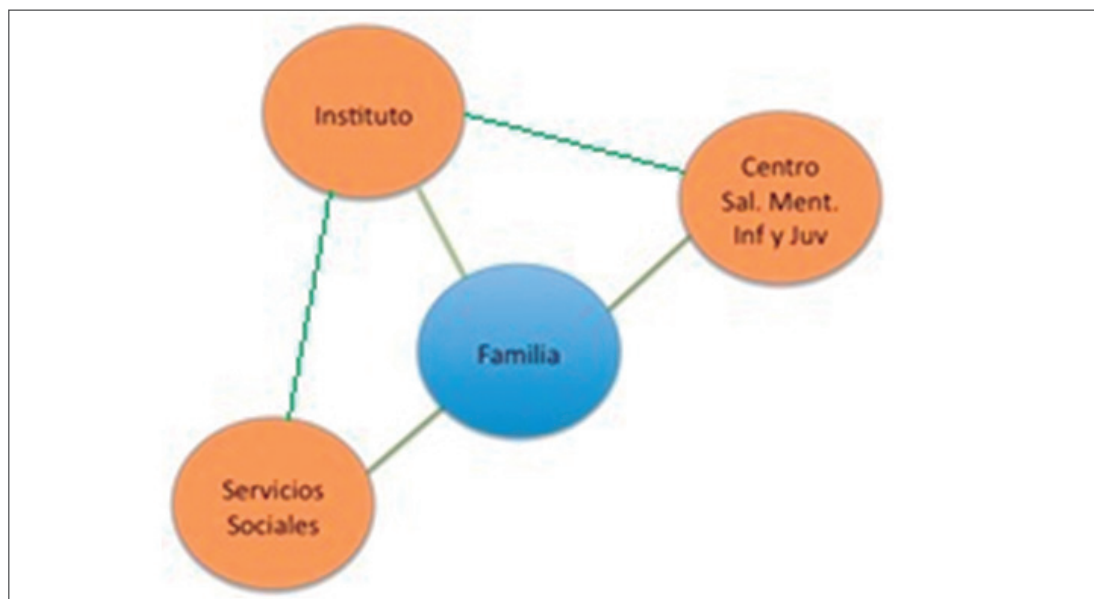 Instituto
Centro
Sal. Ment.
Inf y Juv
Familia
Servicios
Sociales